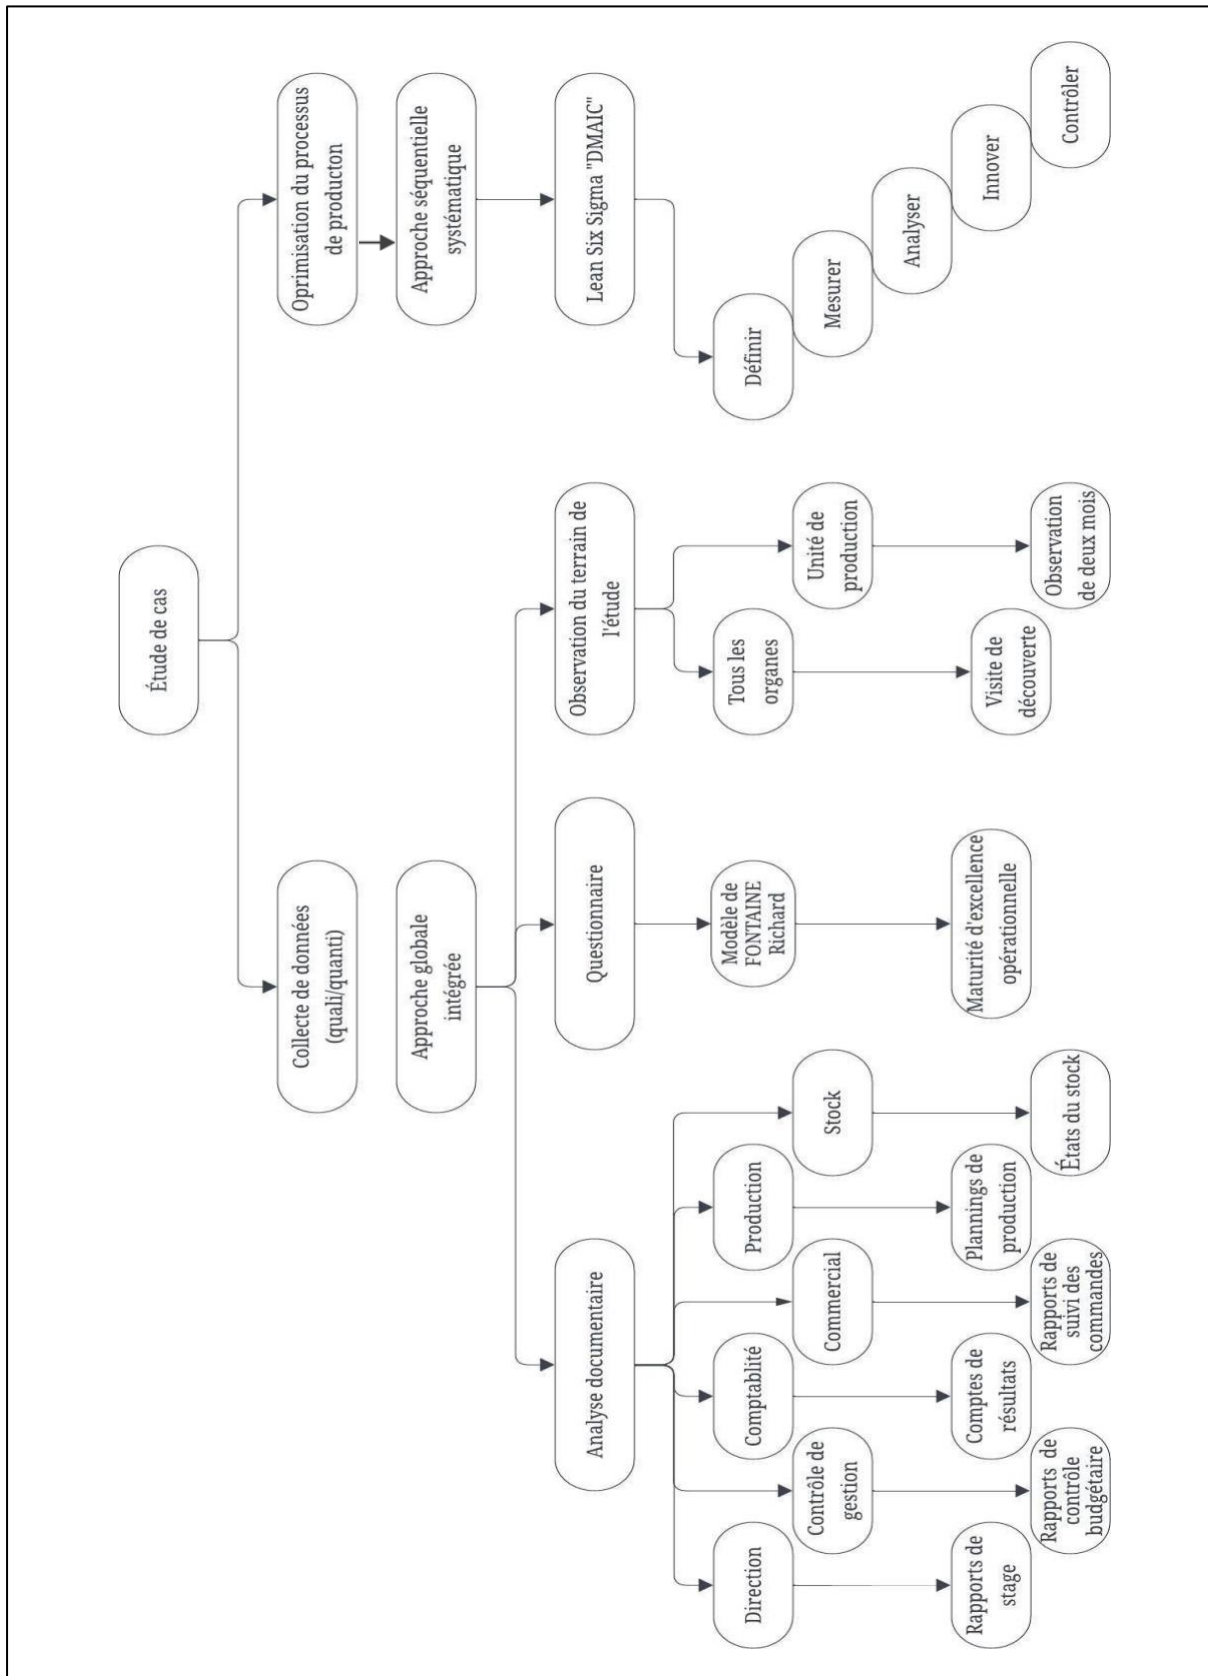 Étude de cas
Collecte de données
(quali/quanti)
Oprimisation du processus
de producton
Approche globale
intégrée
Approche séquentielle
systématique
Analyse documentaire
Questionnaire
Observation du terrain de
l'étude
Lean Six Sigma "DMAIC"
Direction
Contrôle de
gestion
Comptablité
Commercial
Production
Stock
Modèle de
FONTAINE
Richard
Tous les
organes
Unité de
production
Définir
Mesurer
Analyser
Innover
Contrôler
Rapports de
stage
Rapports de
contrôle
budgétaire
Comptes de
résultats
Rapports de
suivi des
commandes
Plannings de
production
États du stock
Maturité d'excellence
opérationnelle
Visite de
découverte
Observation
de deux mois